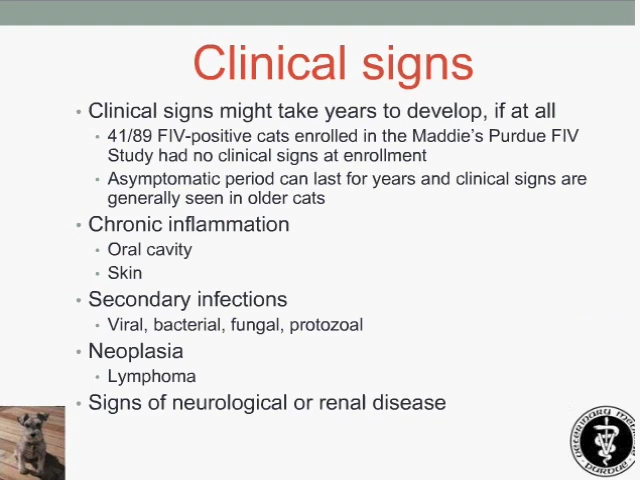 Clinical signs
• Clinical signs might take years to develop, if at all
• 41/89 FIV-positive cats enrolled in the Maddie's Purdue FIV
Study had no clinical signs at enrollment
• Asymptomatic period can last for years and clinical signs are
generally seen in older cats
• Chronic inflammation
• Oral cavity
• Skin
• Secondary infections
• Viral, bacterial, fungal, protozoal
• Neoplasia
• Lymphoma
• Signs of neurological or renal disease
VETERINARY MEDICINE
PURDUE